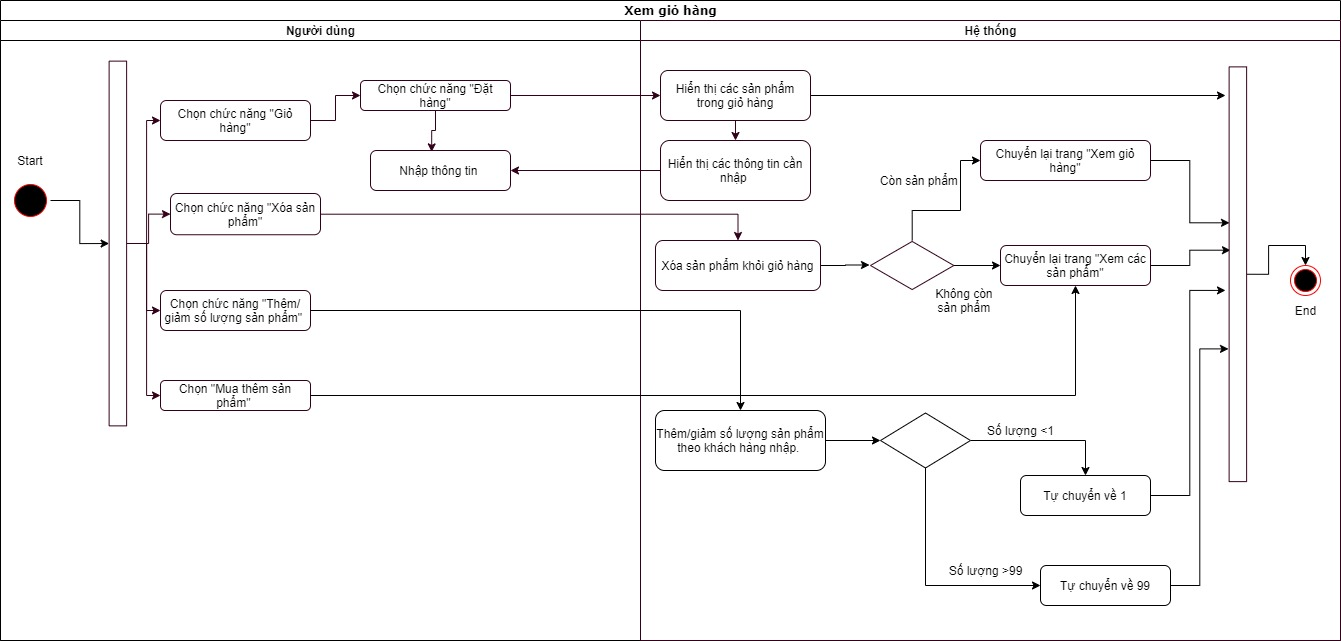 Xem giỏ hàng
Người dùng
Hệ thống
Start
Chọn chức năng "Giỏ
hàng"
Chọn chức năng "Đặt
hàng"
Nhập thông tin
Chọn chức năng "Xóa sản
phẩm"
Chọn chức năng "Thêm/
giảm số lượng sản phẩm"
Chọn "Mua thêm sản
phẩm"
Hiển thị các sản phẩm
trong giỏ hàng
Hiển thị các thông tin cần
nhập
Xóa sản phẩm khỏi giỏ hàng
Còn sản phẩm
Chuyển lại trang "Xem giỏ
hàng"
Không còn
sản phẩm
Chuyển lại trang "Xem các
sản phẩm"
Thêm/giảm số lượng sản phẩm
theo khách hàng nhập.
Số lượng <1
Tự chuyển về 1
Số lượng >99
Tự chuyển về 99
End